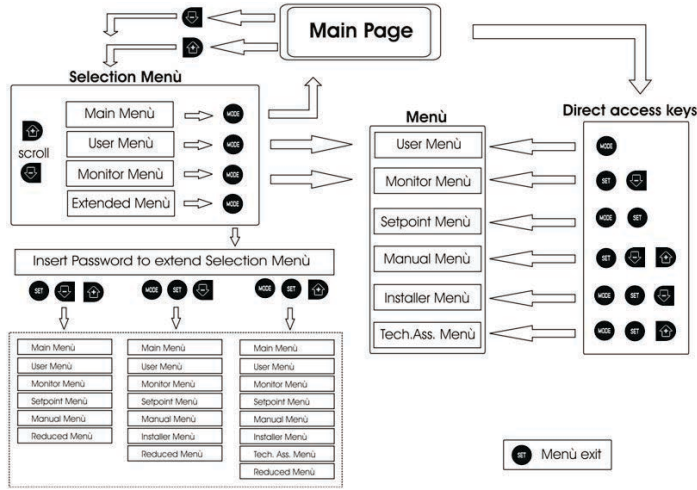 Main Page
Selection Menù
scroll
Main Menù MODE
User Menù MODE
Monitor Menù MODE
Extended Menù MODE
Menù
User Menù
Monitor Menù
Setpoint Menù
Manual Menù
Installer Menù
Tech.Ass. Menù
Direct access keys
MODE
SET
MODE SET
SET
MODE SET
MODE SET
Insert Password to extend Selection Menù
SET
MODE SET
MODE SET
Main Menù
User Menù
Monitor Menù
Setpoint Menù
Manual Menù
Reduced Menù
Main Menù
User Menù
Monitor Menù
Setpoint Menù
Manual Menù
Installer Menù
Reduced Menù
Main Menù
User Menù
Monitor Menù
Setpoint Menù
Manual Menù
Installer Menù
Tech. Ass. Menù
Reduced Menù
SET Menù exit